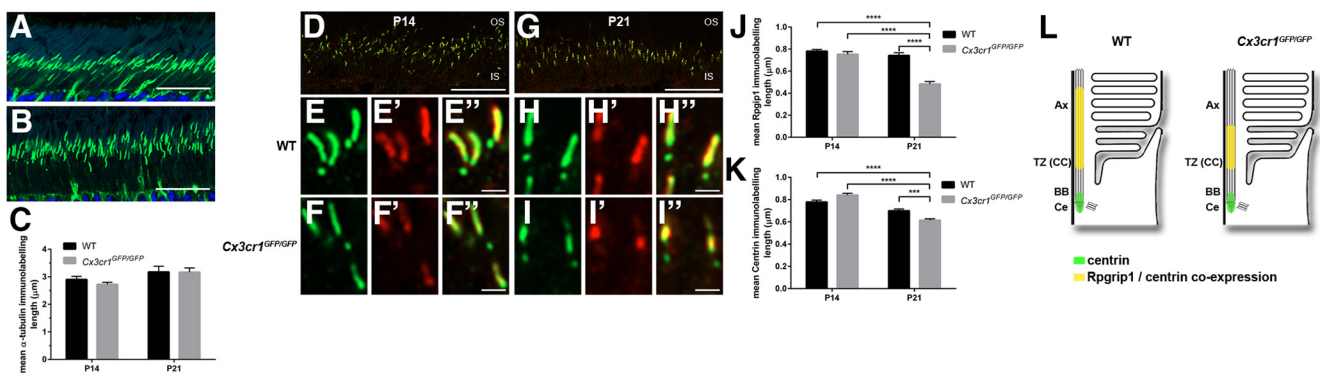 A
B
C
mean α-tubulin immunolabelling
length (μm)
4
3
2
1
0
P14
P21
WT
Cx3cr1GFP/GFP
D
P14
OS
IS
G
P21
OS
IS
WT
E
E’
E’’
H
H’
H’’
Cx3cr1GFP/GFP
F
F’
F’’
I
I’
I’’
J
mean Rpgip1 immunolabelling
length (μm)
1.0
0.8
0.6
0.4
0.2
0.0
P14
P21
****
****
****
WT
Cx3cr1GFP/GFP
K
mean Centrin immunolabelling
length (μm)
1.0
0.8
0.6
0.4
0.2
0.0
P14
P21
****
****
***
WT
Cx3cr1GFP/GFP
L
WT
Cx3cr1GFP/GFP
Ax
TZ (CC)
BB
Ce
Ax
TZ (CC)
BB
Ce
centrin
Rpgrip1 / centrin co-expression